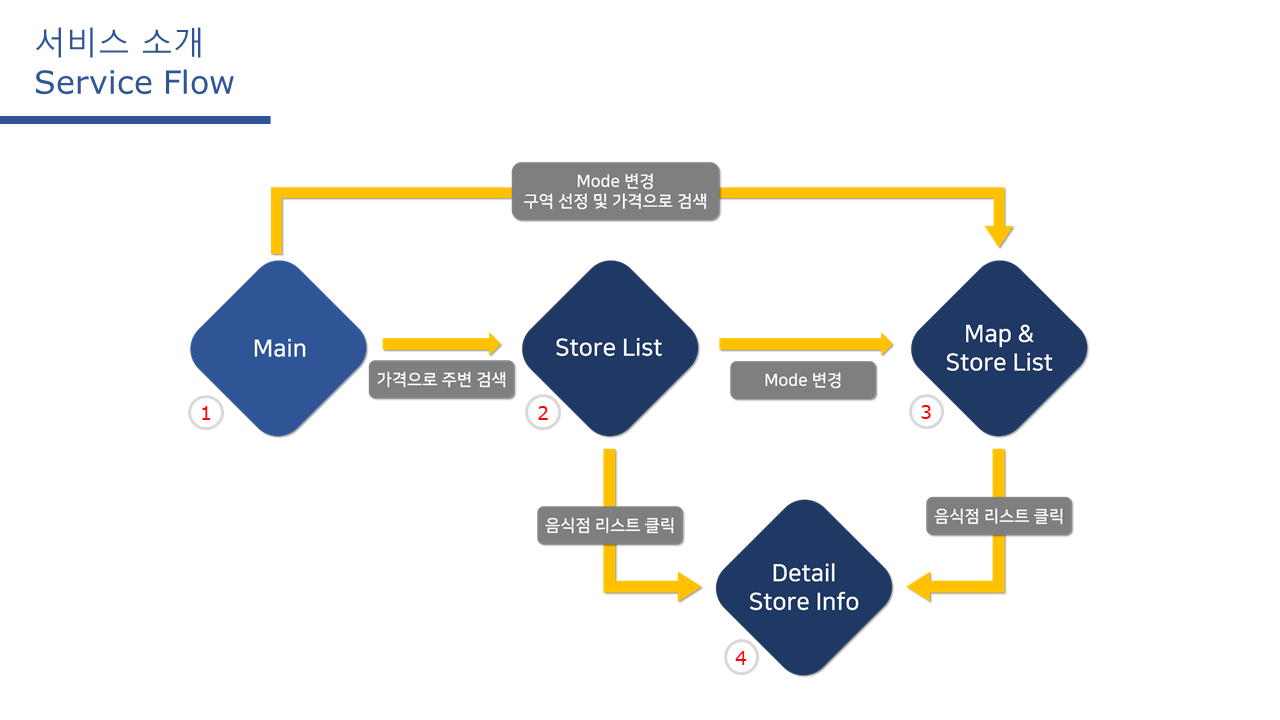 서비스 소개
Service Flow
Mode 변경
구역 선정 및 가격으로 검색
Main
가격으로 주변 검색
Store List
Mode 변경
Map &
Store List
1
2
3
음식점 리스트 클릭
음식점 리스트 클릭
Detail
Store Info
4